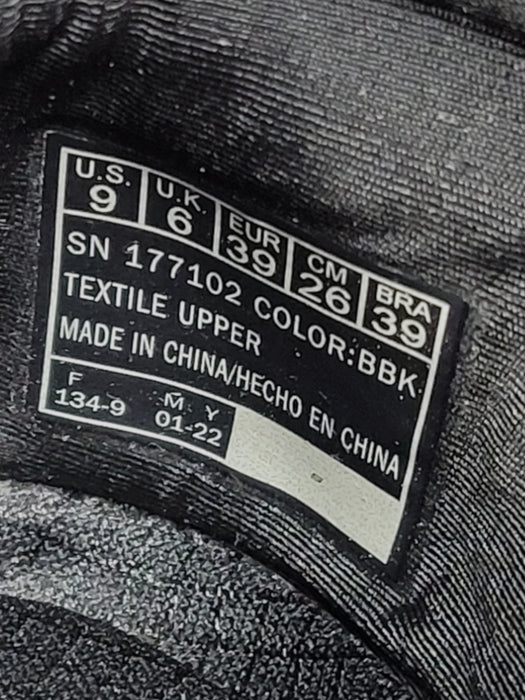 U.S. U.K. EUR CM BRA
9 6 39 26 39
SN 177102 COLOR:BBK
TEXTILE UPPER
MADE IN CHINA/HECHO EN CHINA
F M Y
134-9 01-22